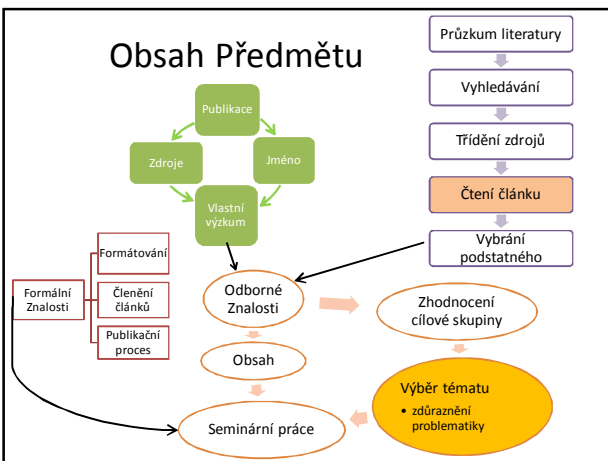 Obsah Předmětu
Publikace
Zdroje
Jméno
Vlastní
výzkum
Průzkum literatury
Vyhledávání
Třídění zdrojů
Čtení článku
Vybrání
podstatného
Formální
Znalosti
Formátování
Členění
článků
Publikační
proces
Odborné
Znalosti
Obsah
Seminární práce
Zhodnocení
cílové skupiny
Výběr tématu
• zdůraznění
problematiky